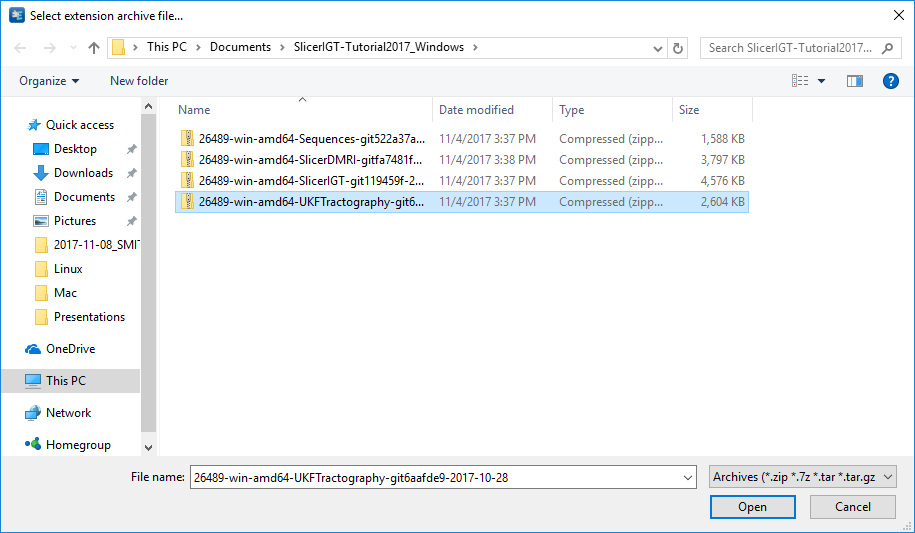 Select extension archive file...
This PC > Documents > SlicerIGT-Tutorial2017_Windows >
Search SlicerIGT-Tutorial2017...
Organize
New folder
Name
Date modified
Type
Size
Quick access
Desktop
Downloads
Documents
Pictures
2017-11-08_SMIT
Linux
Mac
Presentations
OneDrive
This PC
Network
Homegroup
26489-win-amd64-Sequences-git522a37a... 11/4/2017 3:37 PM Compressed (zipp... 1,588 KB
26489-win-amd64-SlicerDMRI-gitfa7481f... 11/4/2017 3:38 PM Compressed (zipp... 3,797 KB
26489-win-amd64-SlicerIGT-git119459f-2... 11/4/2017 3:37 PM Compressed (zipp... 4,576 KB
26489-win-amd64-UKFTractography-git6... 11/4/2017 3:37 PM Compressed (zipp... 2,604 KB
File name: 26489-win-amd64-UKFTractography-git6aafde9-2017-10-28
Archives (*.zip *.7z *.tar *.tar.gz
Open
Cancel